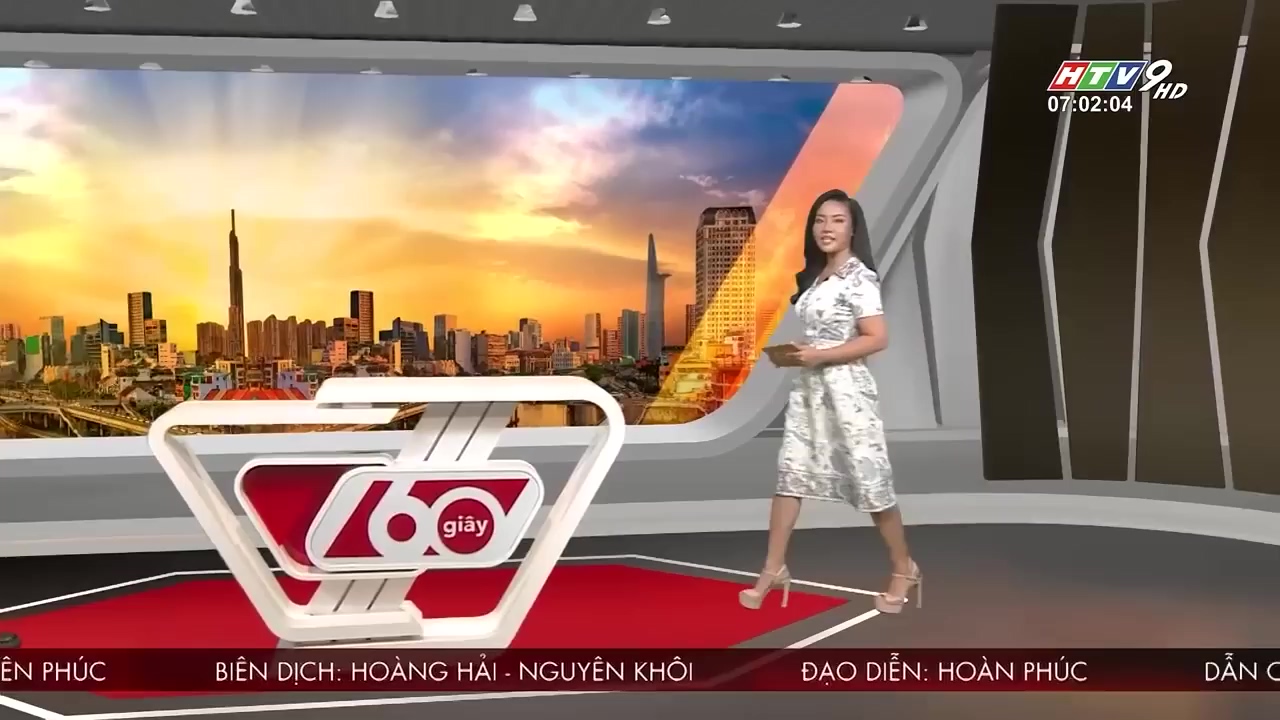 HTV9 HD
07:02:04
60 giây
ÊN PHÚC BIÊN DỊCH: HOÀNG HẢI - NGUYÊN KHÔI ĐẠO DIỄN: HOÀN PHÚC DẪN